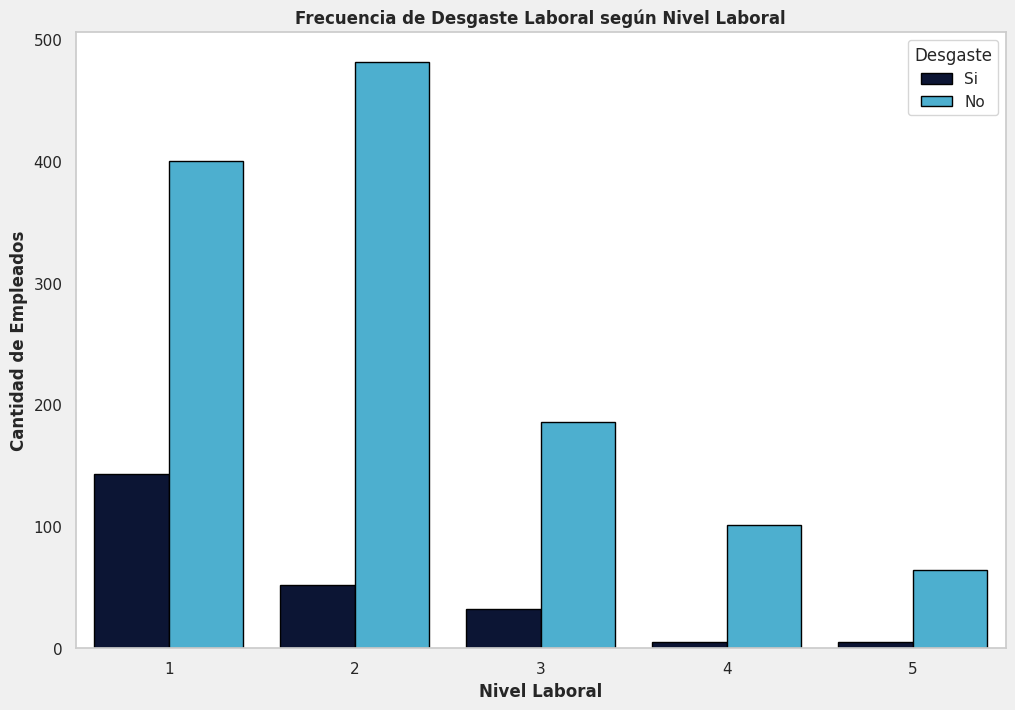 Frecuencia de Desgaste Laboral según Nivel Laboral
Desgaste
Si
No
Cantidad de Empleados
500
400
300
200
100
0
1 2 3 4 5
Nivel Laboral